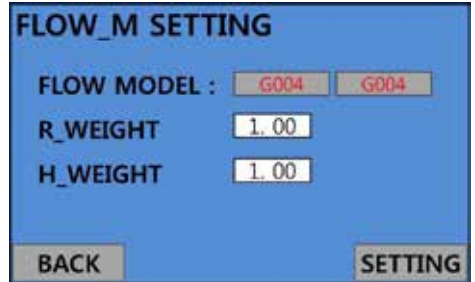 FLOW_M SETTING
FLOW MODEL : G004 G004
R_WEIGHT 1. 00
H_WEIGHT 1. 00
BACK SETTING